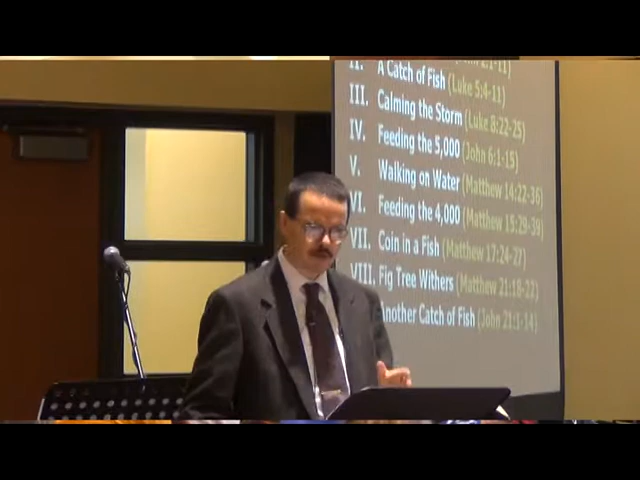 II. A Catch of Fish (Luke 5:4-11)
III. Calming the Storm (Luke 8:22-25)
IV. Feeding the 5,000 (John 6:1-15)
V. Walking on Water (Matthew 14:22-36)
VI. Feeding the 4,000 (Matthew 15:29-39)
VII. Coin in a Fish (Matthew 17:24-27)
VIII. Fig Tree Withers (Matthew 21:18-22)
Another Catch of Fish (John 21:1-14)